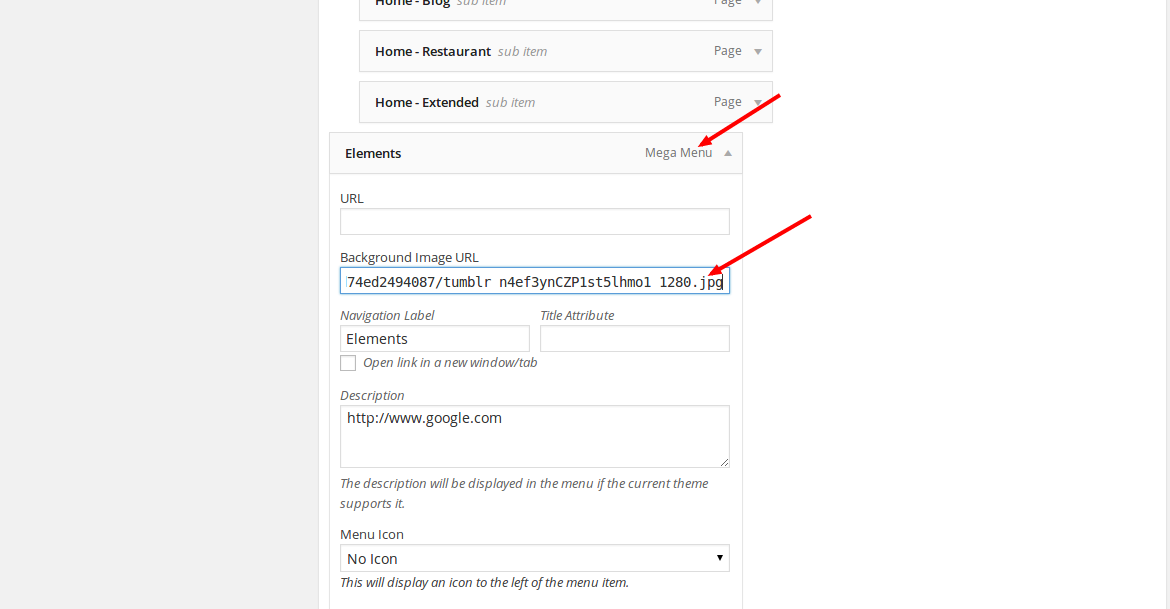 Home - Blog sub item Page
Home - Restaurant sub item Page
Home - Extended sub item Page
Elements Mega Menu
URL
Background Image URL
74ed2494087/tumblr_n4ef3ynCZP1st5lhmo1_1280.jpg
Navigation Label Title Attribute
Elements
Open link in a new window/tab
Description
http://www.google.com
The description will be displayed in the menu if the current theme
supports it.
Menu Icon
No Icon
This will display an icon to the left of the menu item.